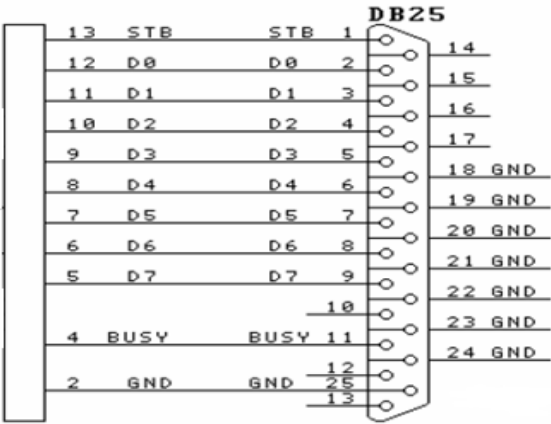 DB25
13 STB STB 1
14
12 D0 D0 2
15
11 D1 D1 3
16
10 D2 D2 4
17
9 D3 D3 5
18 GND
8 D4 D4 6
19 GND
7 D5 D5 7
20 GND
6 D6 D6 8
21 GND
5 D7 D7 9
22 GND
10
23 GND
4 BUSY BUSY 11
24 GND
12
2 GND GND 25
13